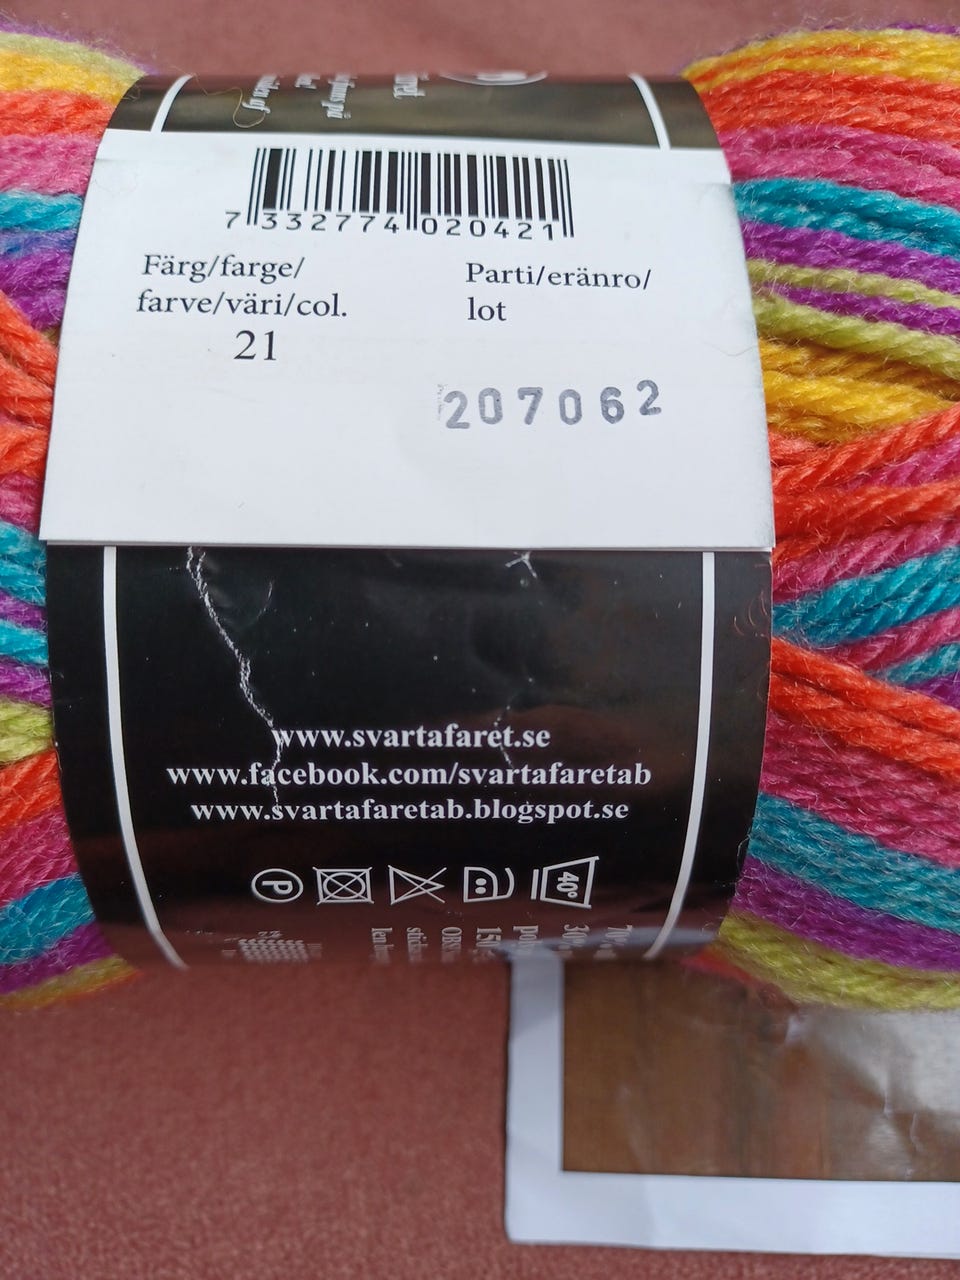 7 332774 020421
Färg/farge/
farve/väri/col.
21
Parti/eränro/
lot
207062
www.svartafaret.se
www.facebook.com/svartafaretab
www.svartafaretab.blogspot.se
P
40°